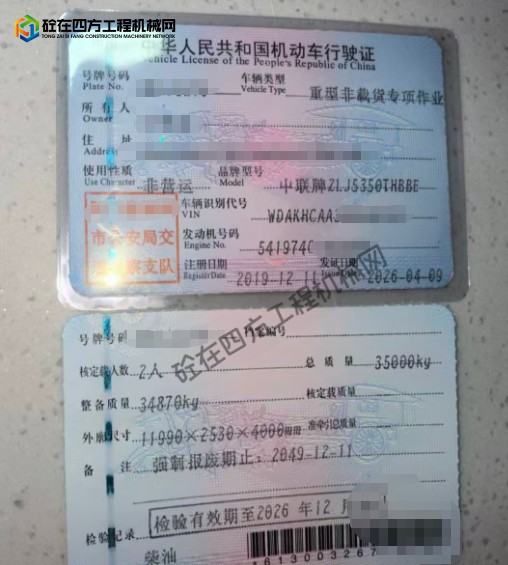 砼在四方工程机械网
TAN FANG CONSTRUCTION MACHINERY NETWORK
中华人民共和国机动车行驶证
Vehicle License of the People's Republic of China
号牌号码
Plate No.
车辆类型
Vehicle Type
重型非载货专项作业
所有人
Owner
住址
Address
使用性质
Use Character
非营运
品牌型号
Model
中联牌ZLJ5350THBBE
车辆识别代号
VIN
WDAKHCAA
市公安局交
警察支队
发动机号码
Engine No.
5419740
注册日期
Register Date
2019-12-11
发证日期
Issue Date
2026-04-09
砼在四方工程机械网
号牌号码
档案编号
核定载人数 2人
总质量 35000kg
整备质量 34870kg
核定载质量
外廓尺寸 11990×2530×4000mm
准牵引总质量
备注 强制报废期止：2049-12-11
检验记录
检验有效期至2026年12月
柴油
*613003267